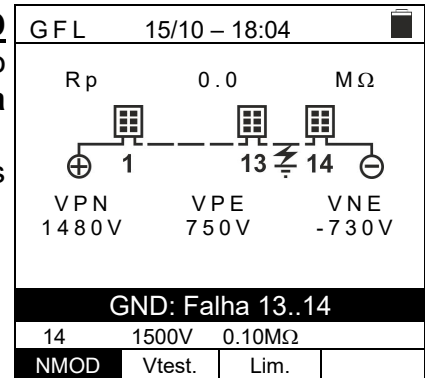 GFL 15/10 – 18:04
Rp 0.0 MΩ
1 13 14
VPN VPE VNE
1480V 750V -730V
GND: Falha 13..14
14 1500V 0.10MΩ
NMOD Vtest. Lim.